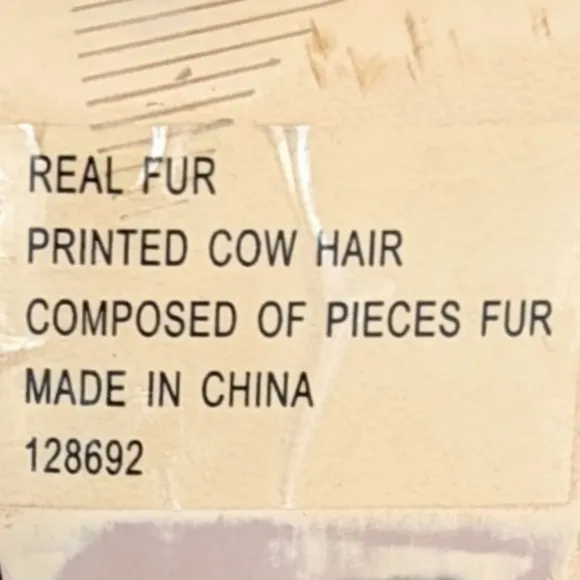 REAL FUR
PRINTED COW HAIR
COMPOSED OF PIECES FUR
MADE IN CHINA
128692